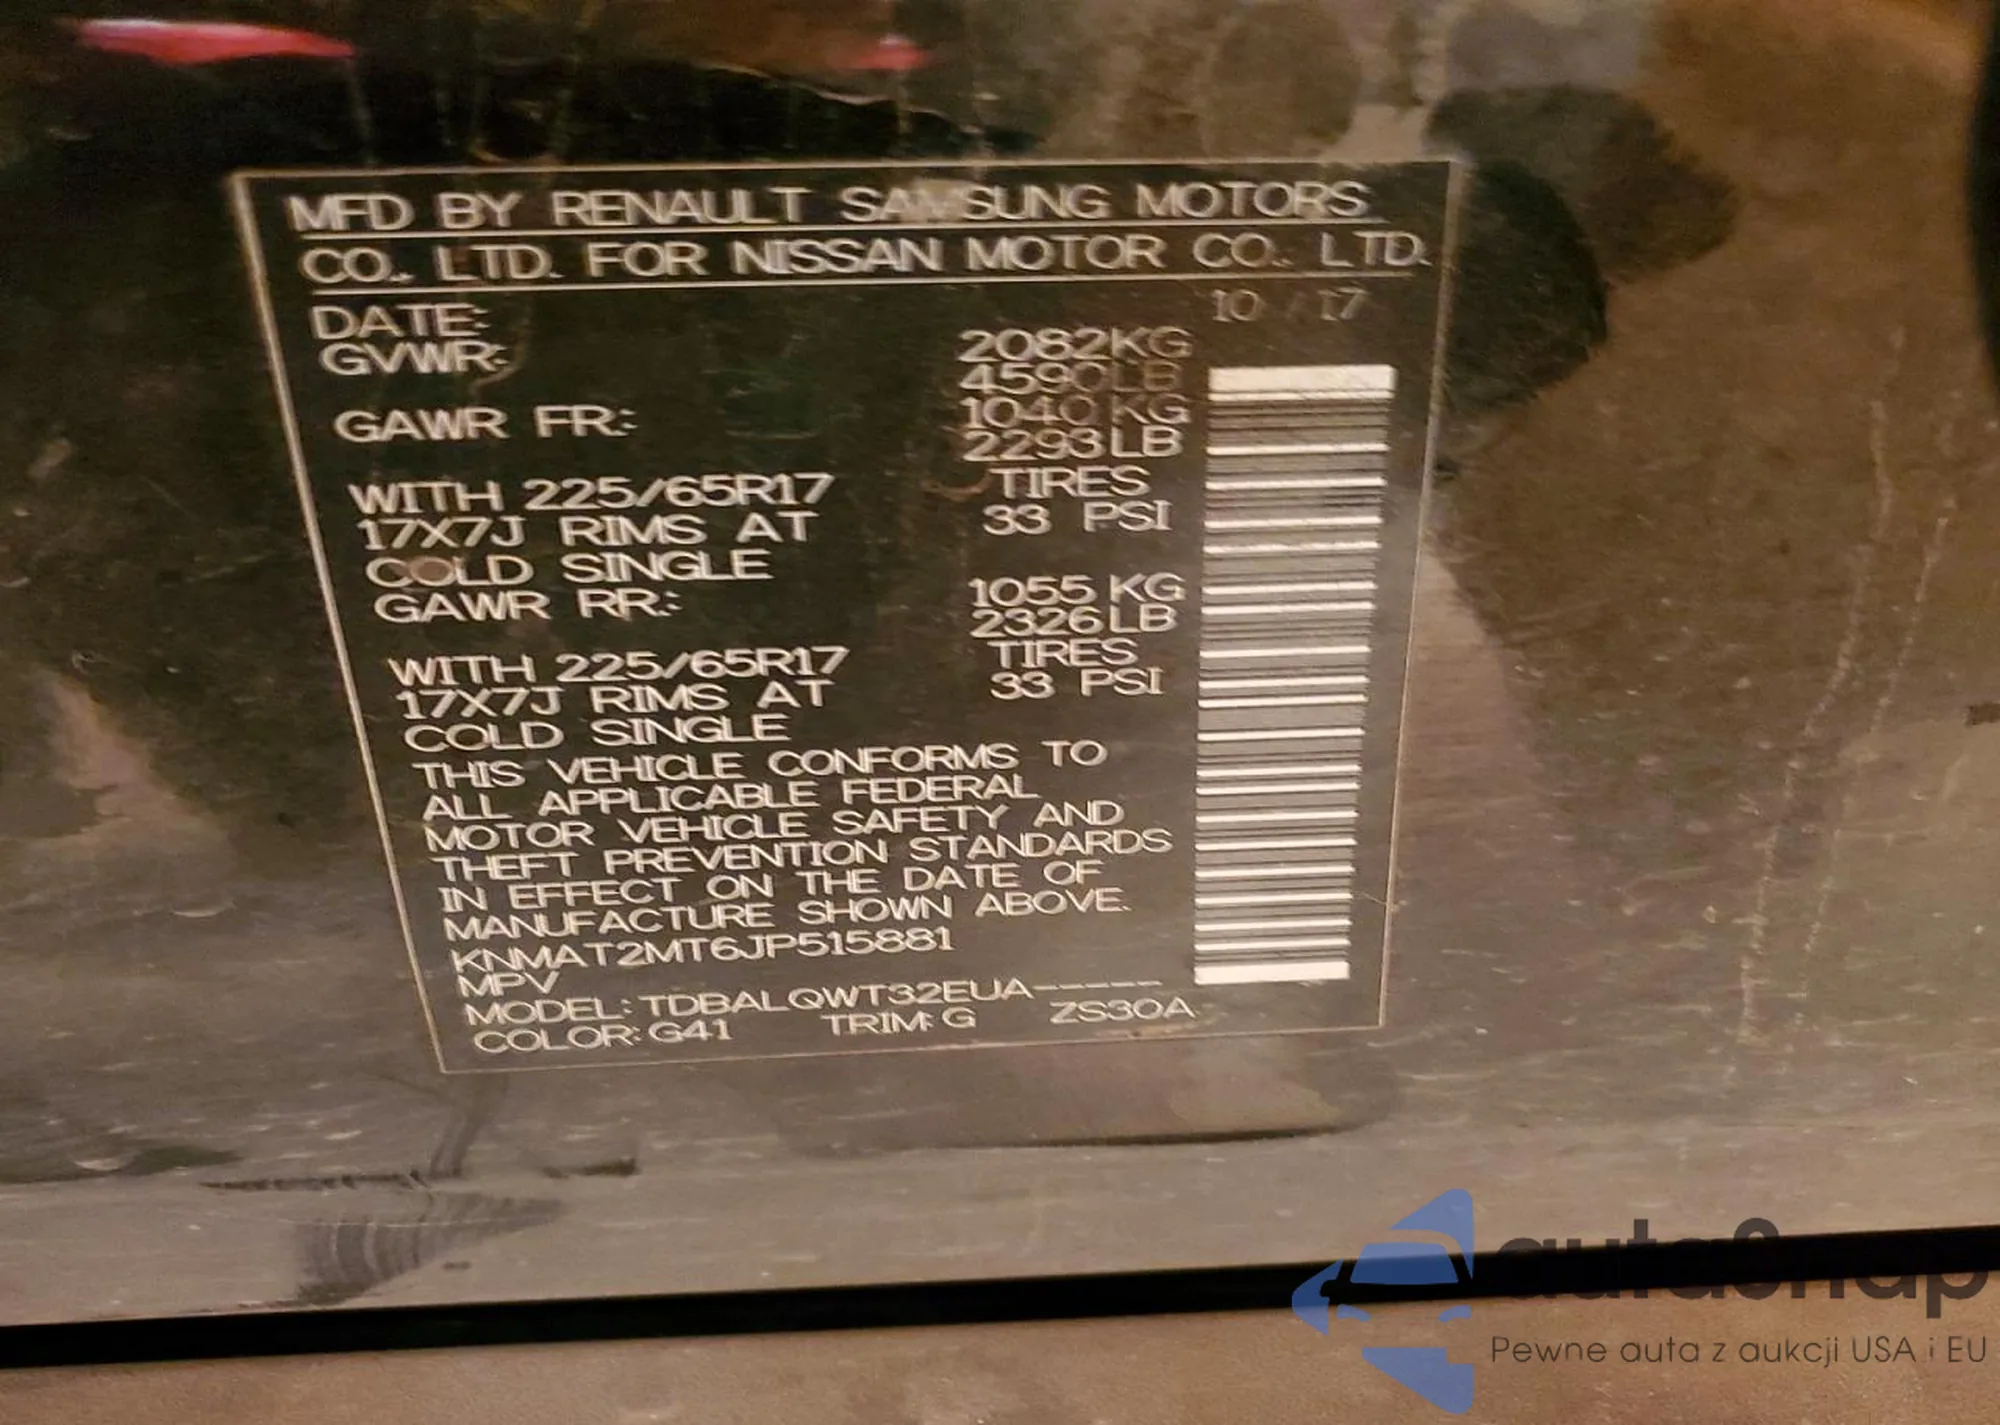 MFD BY RENAULT SAMSUNG MOTORS
CO., LTD. FOR NISSAN MOTOR CO., LTD.
DATE: 10 / 17
GVWR: 2082KG
4590LB
GAWR FR.: 1040 KG
2293LB
WITH 225/65R17 TIRES
17X7J RIMS AT 33 PSI
COLD SINGLE
GAWR RR.: 1055 KG
2326LB
WITH 225/65R17 TIRES
17X7J RIMS AT 33 PSI
COLD SINGLE
THIS VEHICLE CONFORMS TO
ALL APPLICABLE FEDERAL
MOTOR VEHICLE SAFETY AND
THEFT PREVENTION STANDARDS
IN EFFECT ON THE DATE OF
MANUFACTURE SHOWN ABOVE.
KNMAT2MT6JP515881
MPV
MODEL: TDBALQWT32EUA-----
COLOR: G41 TRIM: G ZS30A
autoSnap
Pewne auta z aukcji USA i EU